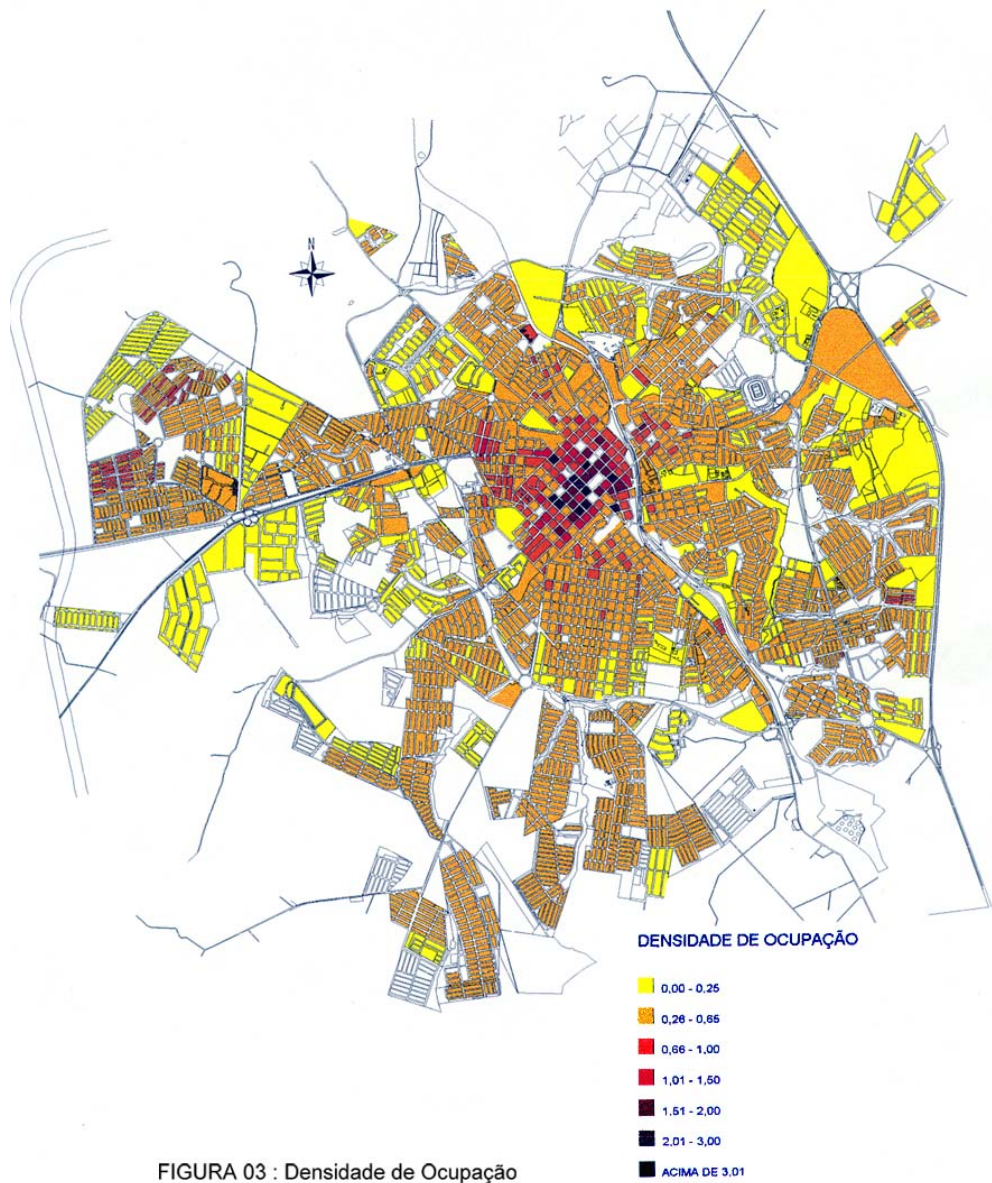 N
DENSIDADE DE OCUPAÇÃO
0,00 - 0,25
0,26 - 0,65
0,66 - 1,00
1,01 - 1,50
1,51 - 2,00
2,01 - 3,00
ACIMA DE 3,01
FIGURA 03 : Densidade de Ocupação